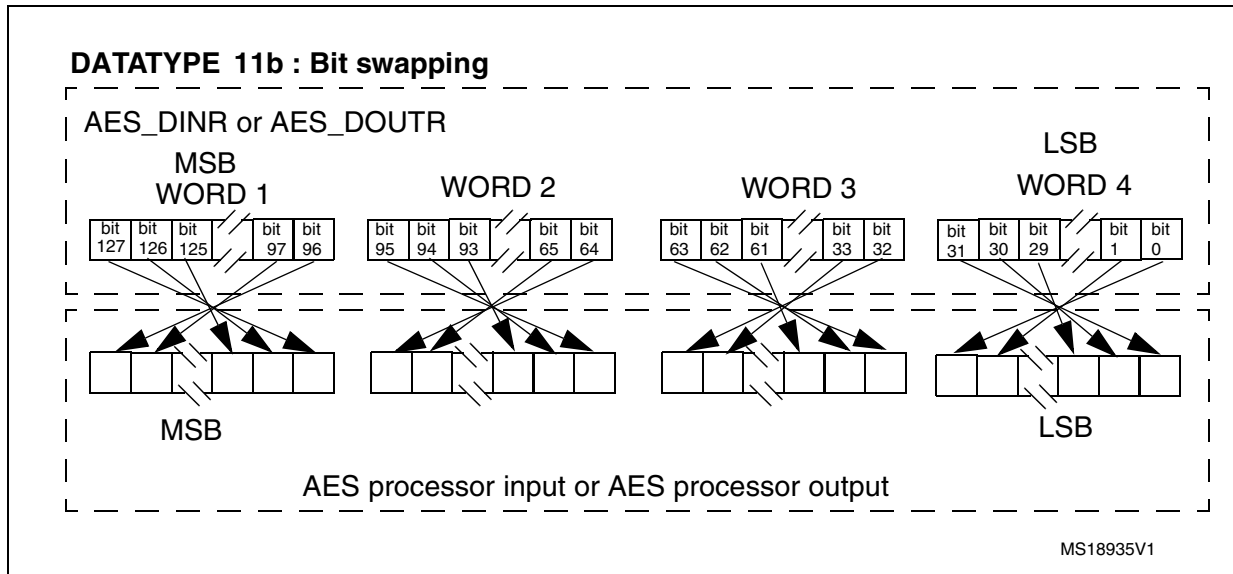 DATATYPE 11b : Bit swapping
AES_DINR or AES_DOUTR
MSB
WORD 1
WORD 2
WORD 3
LSB
WORD 4
bit 127 bit 126 bit 125 bit 97 bit 96
bit 95 bit 94 bit 93 bit 65 bit 64
bit 63 bit 62 bit 61 bit 33 bit 32
bit 31 bit 30 bit 29 bit 1 bit 0
MSB
LSB
AES processor input or AES processor output
MS18935V1